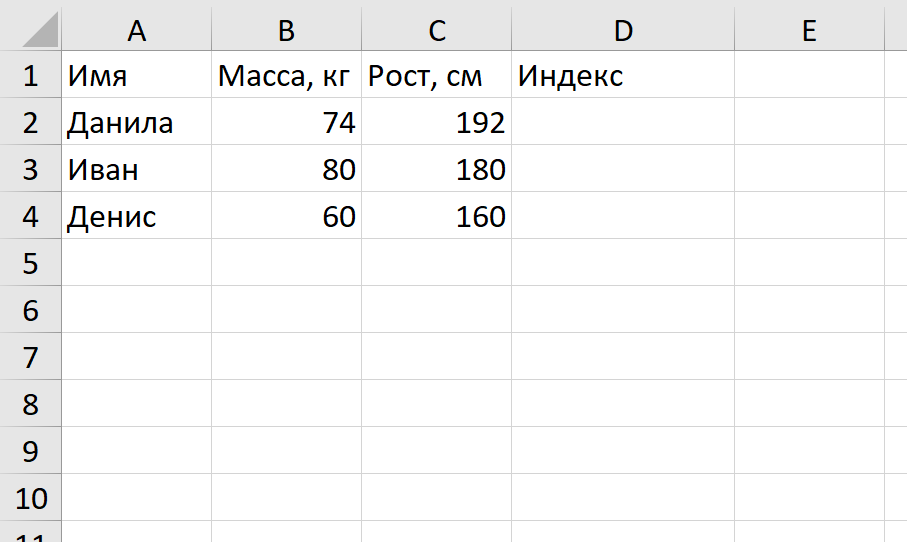 A B C D E
1 Имя Масса, кг Рост, см Индекс
2 Данила 74 192
3 Иван 80 180
4 Денис 60 160
5
6
7
8
9
10
11